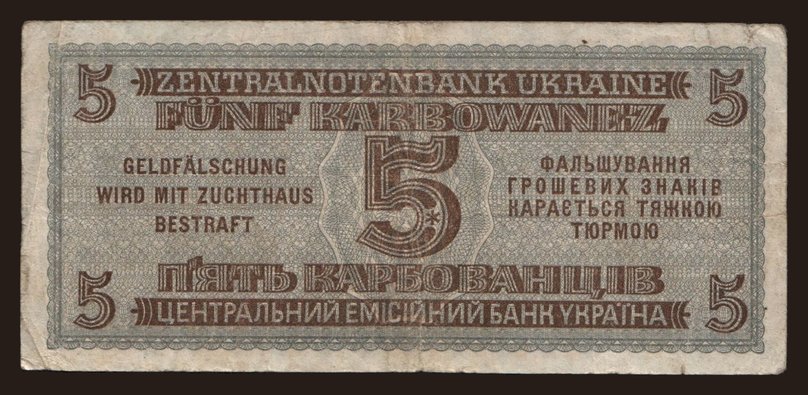 5 ZENTRALNOTENBANK UKRAINE 5
FÜNF KARBOWANEZ
5
GELDFÄLSCHUNG
WIRD MIT ZUCHTHAUS
BESTRAFT
ФАЛЬШУВАННЯ
ГРОШЕВИХ ЗНАКІВ
КАРАЄТЬСЯ ТЯЖКОЮ
ТЮРМОЮ
П'ЯТЬ КАРБОВАНЦІВ
5 ЦЕНТРАЛЬНИЙ ЕМІСІЙНИЙ БАНК УКРАЇНА 5